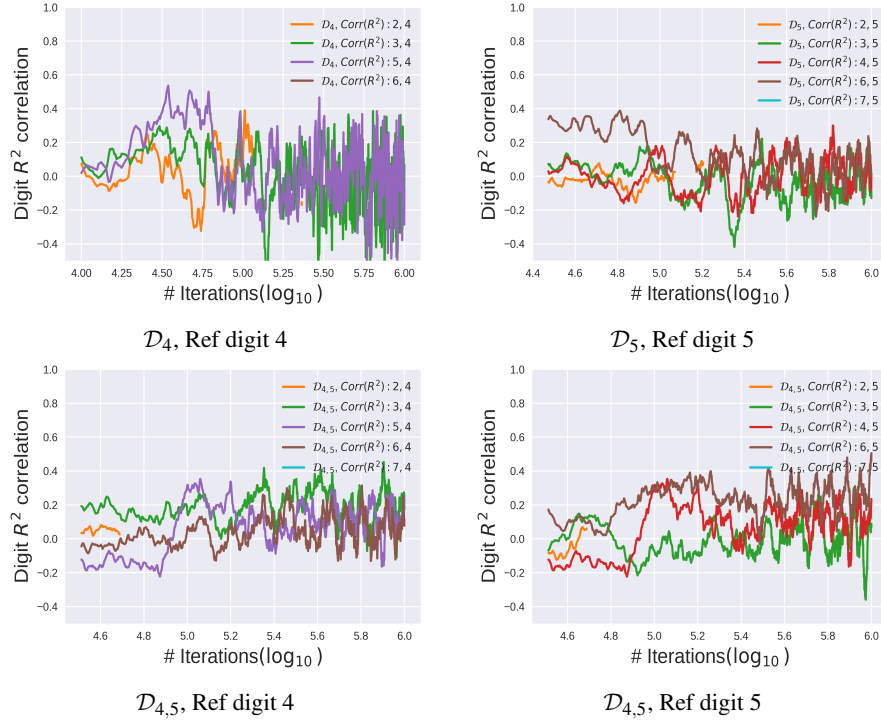 1.0
0.8
0.6
0.4
0.2
0.0
−0.2
−0.4
Digit R² correlation
𝒟₄, Corr(R²) : 2, 4
𝒟₄, Corr(R²) : 3, 4
𝒟₄, Corr(R²) : 5, 4
𝒟₄, Corr(R²) : 6, 4
4.00 4.25 4.50 4.75 5.00 5.25 5.50 5.75 6.00
# Iterations(log₁₀)
𝒟₄, Ref digit 4
1.0
0.8
0.6
0.4
0.2
0.0
−0.2
−0.4
Digit R² correlation
𝒟₅, Corr(R²) : 2, 5
𝒟₅, Corr(R²) : 3, 5
𝒟₅, Corr(R²) : 4, 5
𝒟₅, Corr(R²) : 6, 5
𝒟₅, Corr(R²) : 7, 5
4.4 4.6 4.8 5.0 5.2 5.4 5.6 5.8 6.0
# Iterations(log₁₀)
𝒟₅, Ref digit 5
1.0
0.8
0.6
0.4
0.2
0.0
−0.2
−0.4
Digit R² correlation
𝒟₄,₅, Corr(R²) : 2, 4
𝒟₄,₅, Corr(R²) : 3, 4
𝒟₄,₅, Corr(R²) : 5, 4
𝒟₄,₅, Corr(R²) : 6, 4
𝒟₄,₅, Corr(R²) : 7, 4
4.6 4.8 5.0 5.2 5.4 5.6 5.8 6.0
# Iterations(log₁₀)
𝒟₄,₅, Ref digit 4
1.0
0.8
0.6
0.4
0.2
0.0
−0.2
−0.4
Digit R² correlation
𝒟₄,₅, Corr(R²) : 2, 5
𝒟₄,₅, Corr(R²) : 3, 5
𝒟₄,₅, Corr(R²) : 4, 5
𝒟₄,₅, Corr(R²) : 6, 5
𝒟₄,₅, Corr(R²) : 7, 5
4.6 4.8 5.0 5.2 5.4 5.6 5.8 6.0
# Iterations(log₁₀)
𝒟₄,₅, Ref digit 5